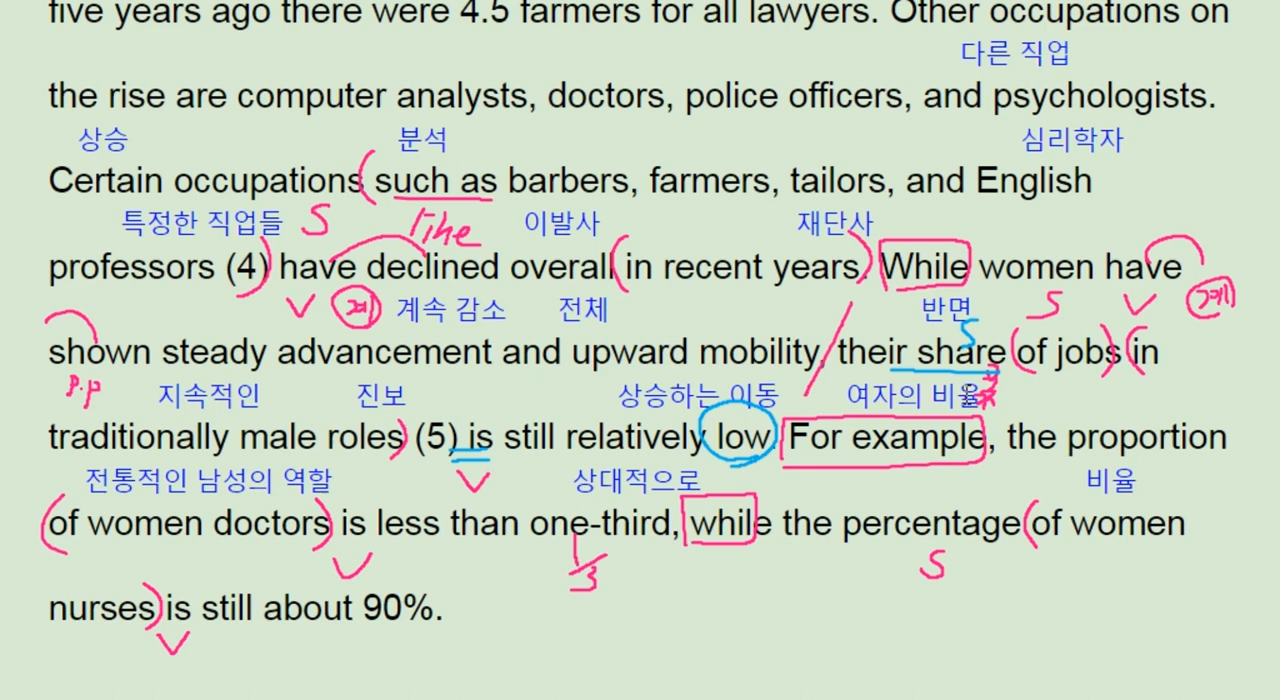 five years ago there were 4.5 farmers for all lawyers. Other occupations on
다른 직업
the rise are computer analysts, doctors, police officers, and psychologists.
상승 분석 심리학자
Certain occupations (such as barbers, farmers, tailors, and English
특정한 직업들 S like 이발사 재단사
professors (4)) have declined overall (in recent years.) While women have
V 계 계속 감소 전체 반면 S V 계
shown steady advancement and upward mobility, / their share (of jobs) (in
P.P 지속적인 진보 상승하는 이동 S 여자의 비율
traditionally male roles) (5) is still relatively low. For example, the proportion
전통적인 남성의 역할 V 상대적으로 비율
(of women doctors) is less than one-third, while the percentage (of women
V 1/3 S
nurses) is still about 90%.
V